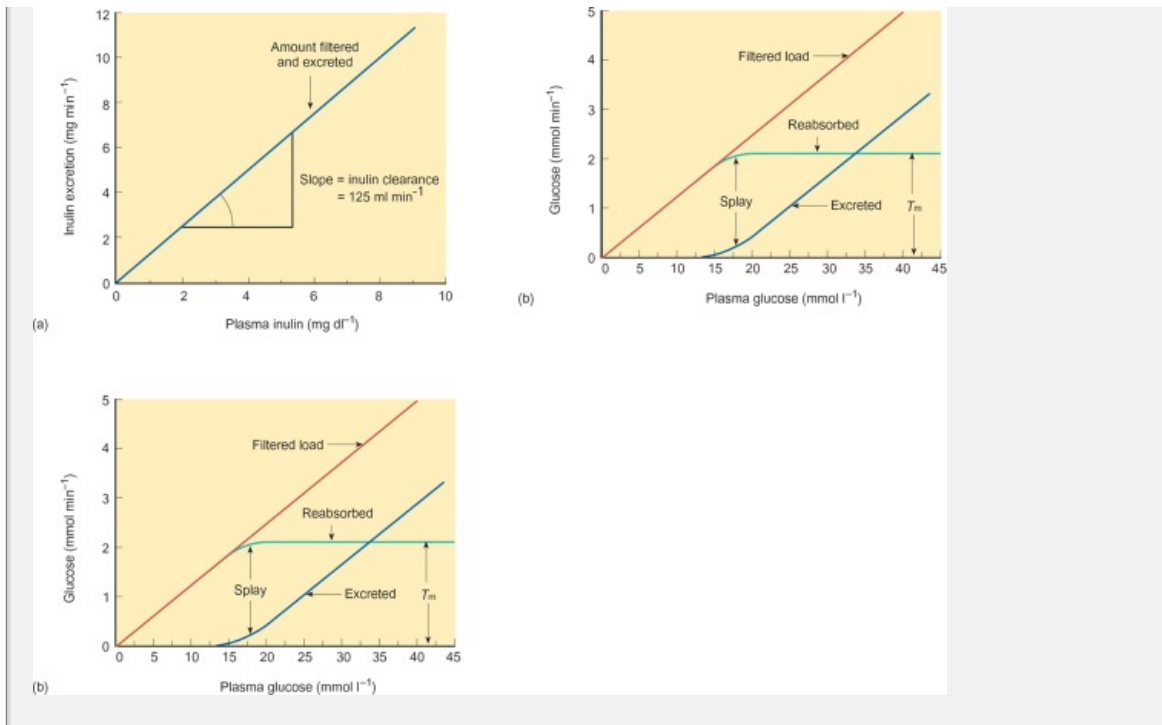 12
10
8
6
4
2
0
Inulin excretion (mg min⁻¹)
Amount filtered
and excreted
Slope = inulin clearance
= 125 ml min⁻¹
0 2 4 6 8 10
Plasma inulin (mg dl⁻¹)
(a)
5
4
3
2
1
0
Glucose (mmol min⁻¹)
Filtered load
Reabsorbed
Splay
Excreted
Tm
0 5 10 15 20 25 30 35 40 45
Plasma glucose (mmol l⁻¹)
(b)
5
4
3
2
1
0
Glucose (mmol min⁻¹)
Filtered load
Reabsorbed
Splay
Excreted
Tm
0 5 10 15 20 25 30 35 40 45
Plasma glucose (mmol l⁻¹)
(b)